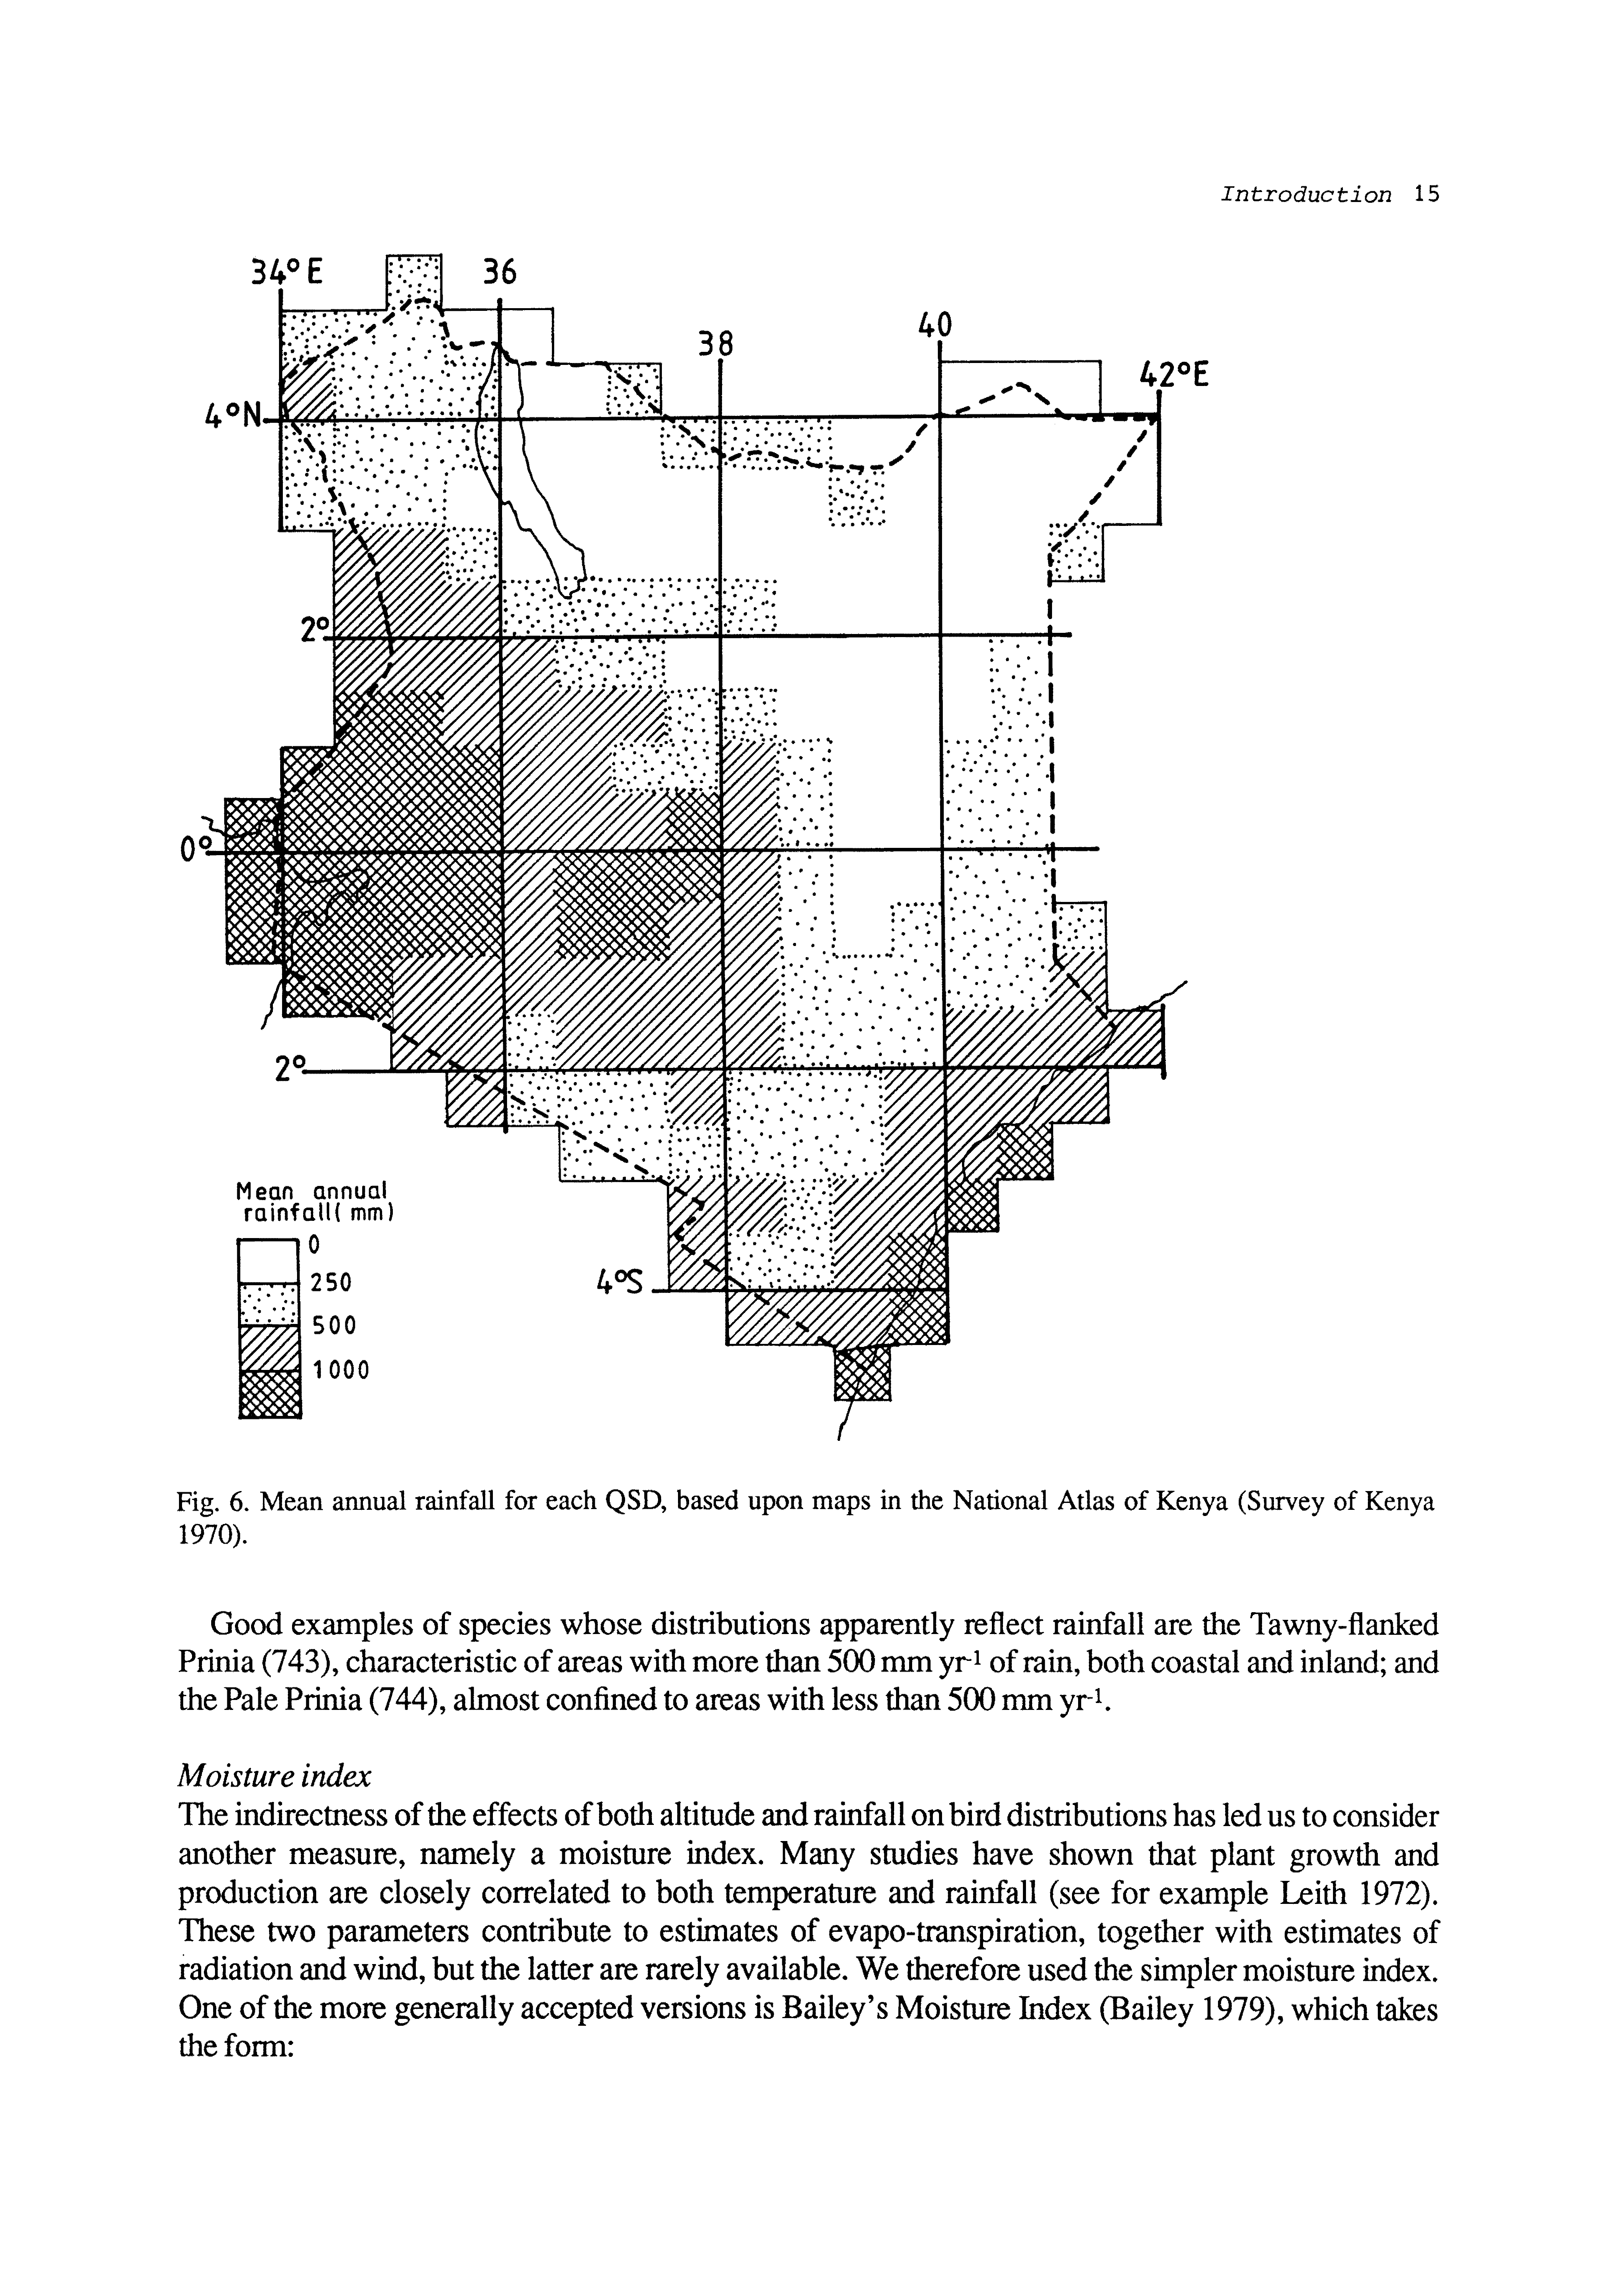 Introduction 15
34° E
36
38
40
42°E
4°N
2°
0°
2°
4°S
Mean annual
rainfall( mm)
0
250
500
1000
Fig. 6. Mean annual rainfall for each QSD, based upon maps in the National Atlas of Kenya (Survey of Kenya
1970).
Good examples of species whose distributions apparently reflect rainfall are the Tawny-flanked
Prinia (743), characteristic of areas with more than 500 mm yr-¹ of rain, both coastal and inland; and
the Pale Prinia (744), almost confined to areas with less than 500 mm yr-¹.
Moisture index
The indirectness of the effects of both altitude and rainfall on bird distributions has led us to consider
another measure, namely a moisture index. Many studies have shown that plant growth and
production are closely correlated to both temperature and rainfall (see for example Leith 1972).
These two parameters contribute to estimates of evapo-transpiration, together with estimates of
radiation and wind, but the latter are rarely available. We therefore used the simpler moisture index.
One of the more generally accepted versions is Bailey's Moisture Index (Bailey 1979), which takes
the form: